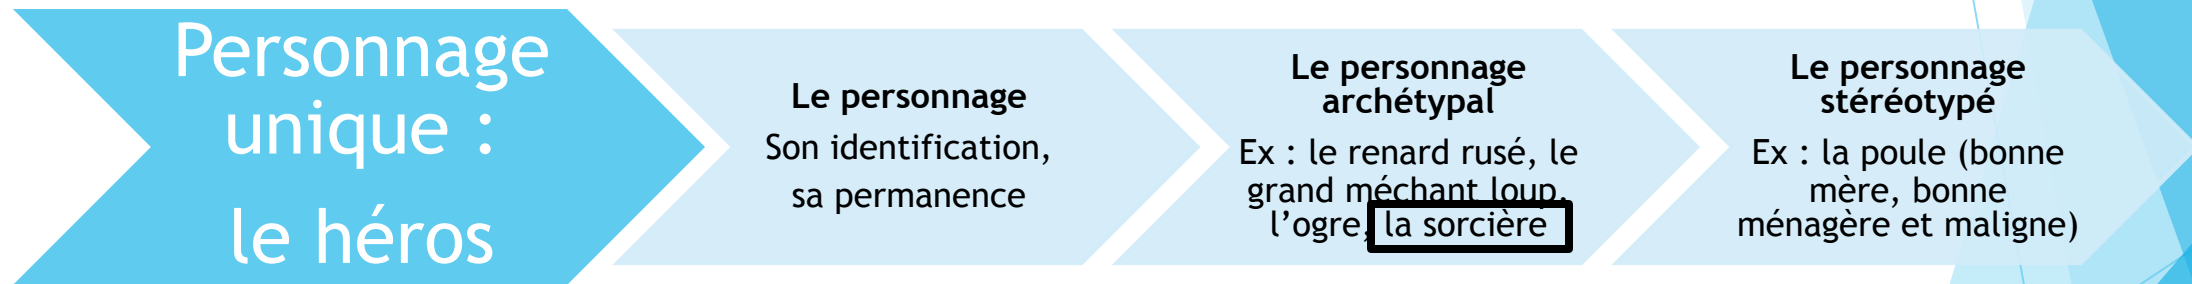 Personnage
unique :
le héros
Le personnage
Son identification,
sa permanence
Le personnage
archétypal
Ex : le renard rusé, le
grand méchant loup,
l’ogre, la sorcière
Le personnage
stéréotypé
Ex : la poule (bonne
mère, bonne
ménagère et maligne)